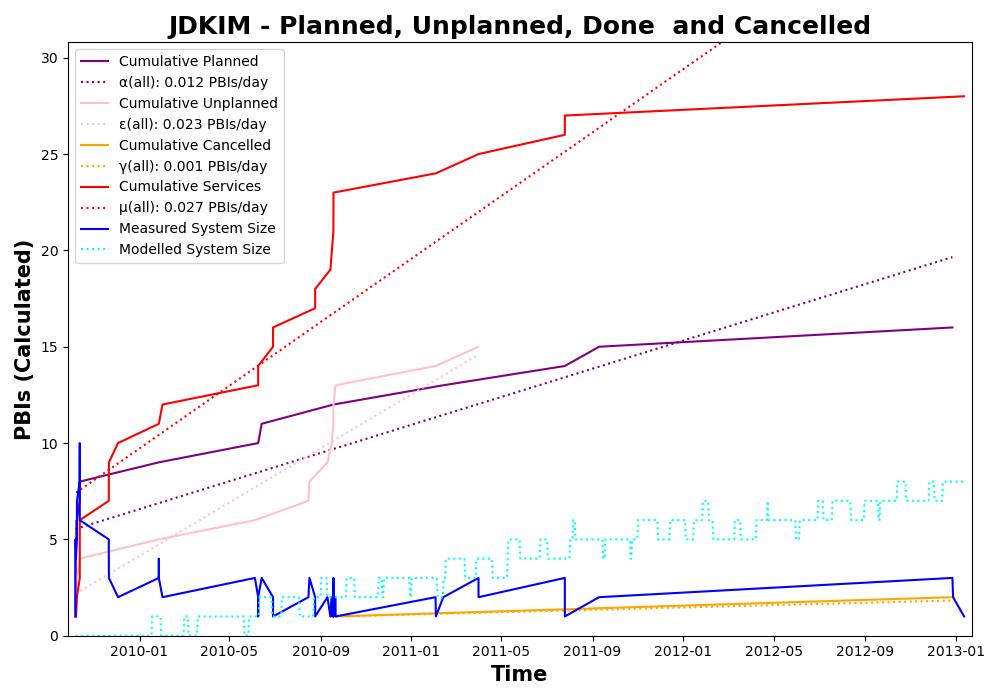 JDKIM - Planned, Unplanned, Done  and Cancelled
PBIs (Calculated)
30
25
20
15
10
5
0
Cumulative Planned
α(all): 0.012 PBIs/day
Cumulative Unplanned
ε(all): 0.023 PBIs/day
Cumulative Cancelled
γ(all): 0.001 PBIs/day
Cumulative Services
μ(all): 0.027 PBIs/day
Measured System Size
Modelled System Size
2010-01 2010-05 2010-09 2011-01 2011-05 2011-09 2012-01 2012-05 2012-09 2013-01
Time